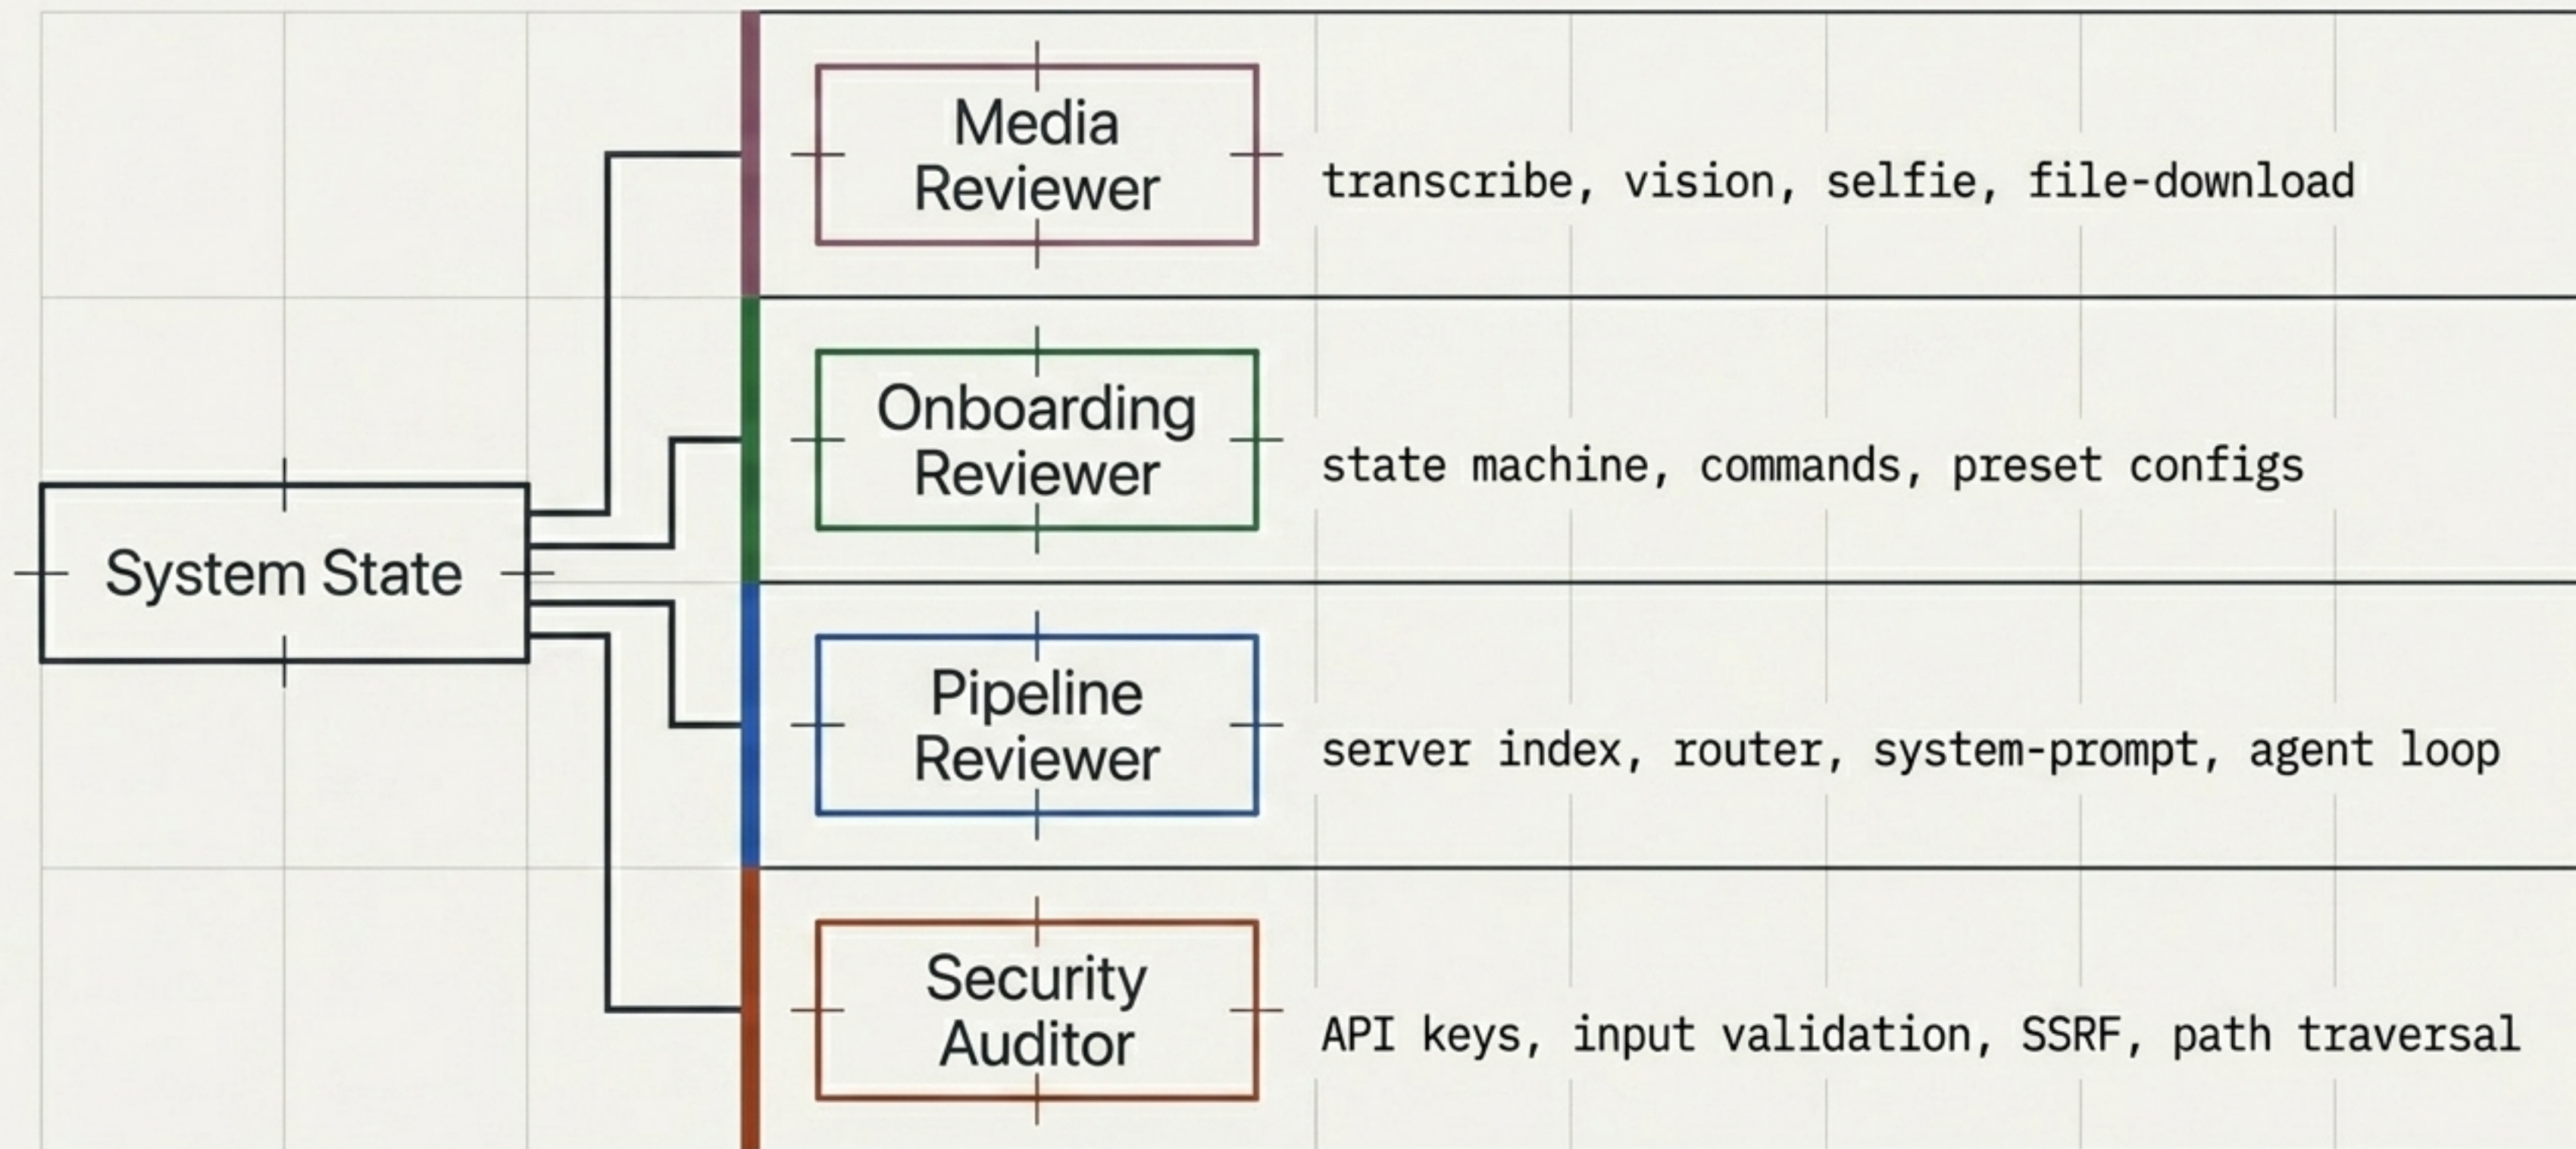 Media
Reviewer
transcribe, vision, selfie, file-download
Onboarding
Reviewer
state machine, commands, preset configs
System State
Pipeline
Reviewer
server index, router, system-prompt, agent loop
Security
Auditor
API keys, input validation, SSRF, path traversal